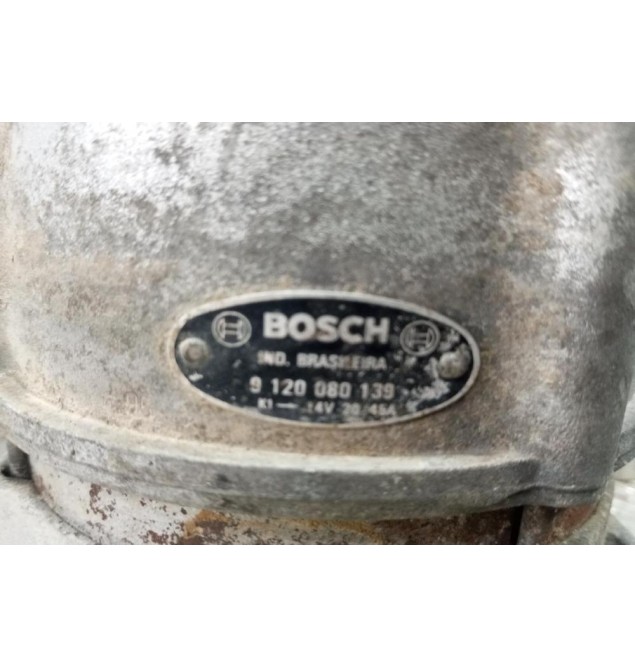 BOSCH
IND. BRASILEIRA
9 120 080 139
K1 14V 20/45A